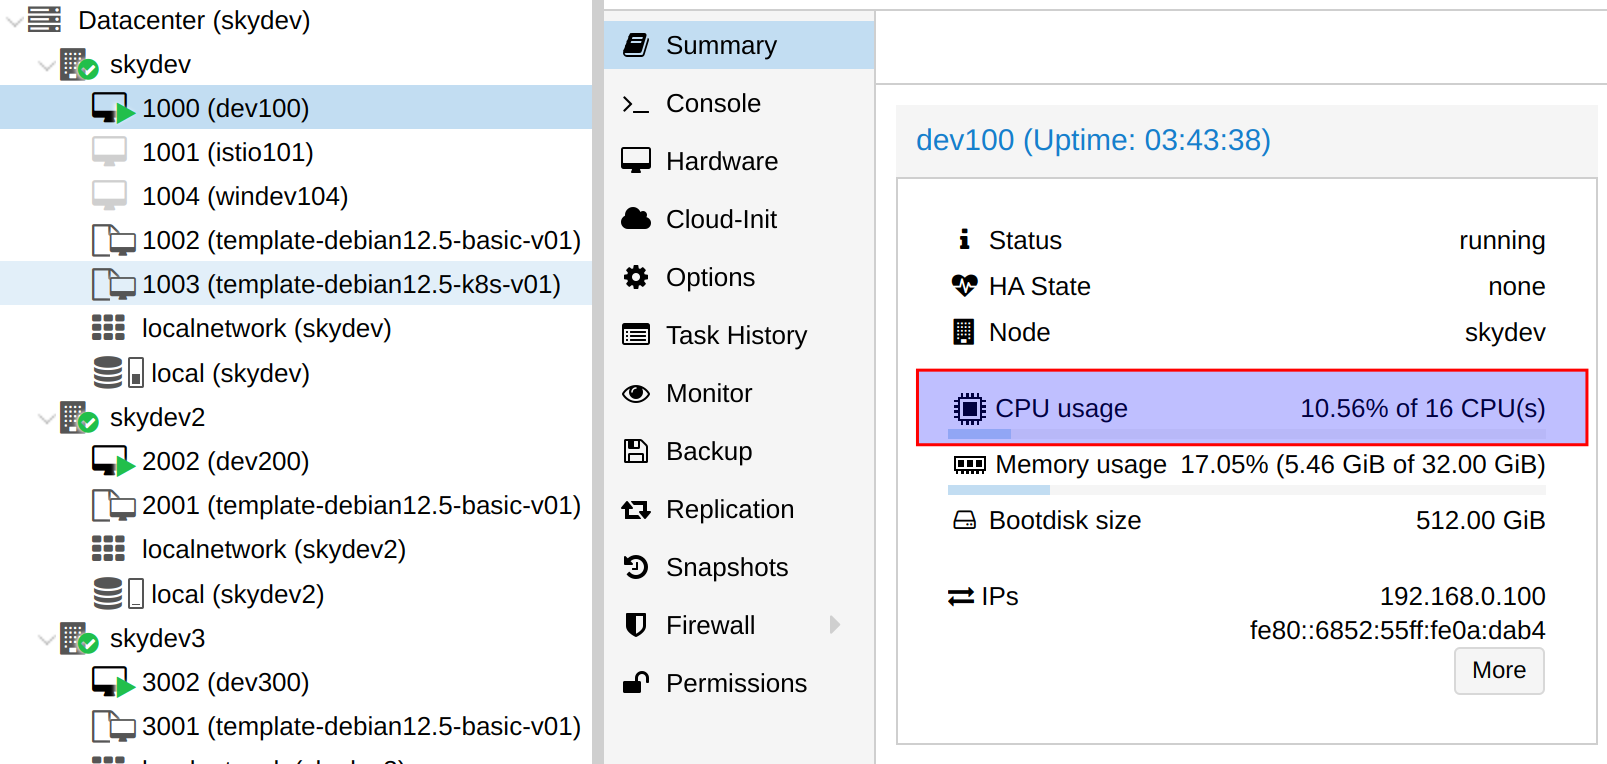 Datacenter (skydev)
skydev
1000 (dev100)
1001 (istio101)
1004 (windev104)
1002 (template-debian12.5-basic-v01)
1003 (template-debian12.5-k8s-v01)
localnetwork (skydev)
local (skydev)
skydev2
2002 (dev200)
2001 (template-debian12.5-basic-v01)
localnetwork (skydev2)
local (skydev2)
skydev3
3002 (dev300)
3001 (template-debian12.5-basic-v01)
Summary
Console
Hardware
Cloud-Init
Options
Task History
Monitor
Backup
Replication
Snapshots
Firewall
Permissions
dev100 (Uptime: 03:43:38)
Status running
HA State none
Node skydev
CPU usage 10.56% of 16 CPU(s)
Memory usage 17.05% (5.46 GiB of 32.00 GiB)
Bootdisk size 512.00 GiB
IPs 192.168.0.100
fe80::6852:55ff:fe0a:dab4
More